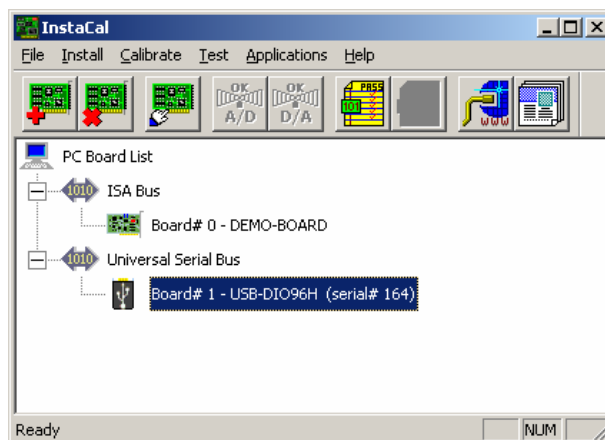 InstaCal
File Install Calibrate Test Applications Help
OK A/D OK D/A PASS 101 www
PC Board List
1010 ISA Bus
Board# 0 - DEMO-BOARD
1010 Universal Serial Bus
Board# 1 - USB-DIO96H (serial# 164)
Ready NUM